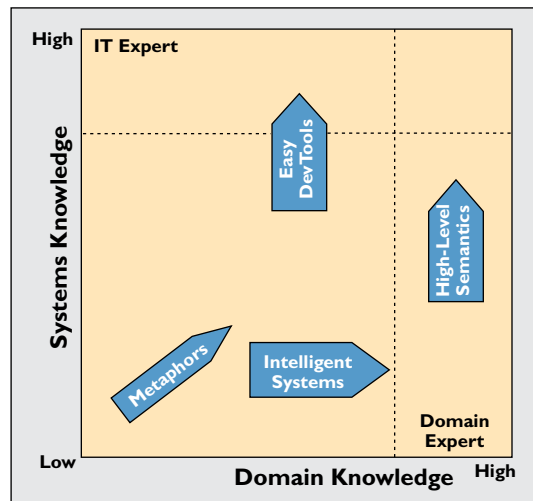 High
IT Expert
Systems Knowledge
Easy
DevTools
High-Level
Semantics
Metaphors
Intelligent
Systems
Domain
Expert
Low
Domain Knowledge
High